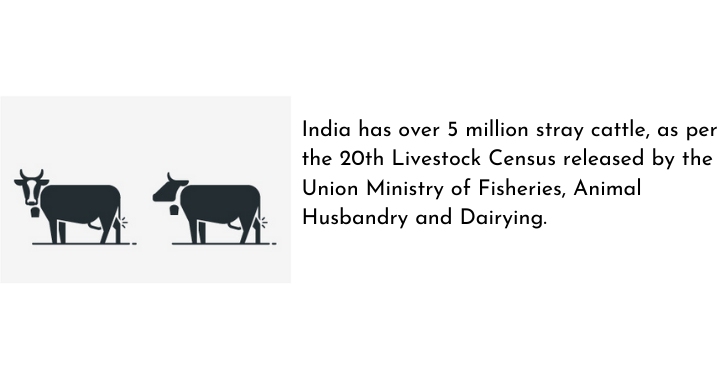 India has over 5 million stray cattle, as per
the 20th Livestock Census released by the
Union Ministry of Fisheries, Animal
Husbandry and Dairying.